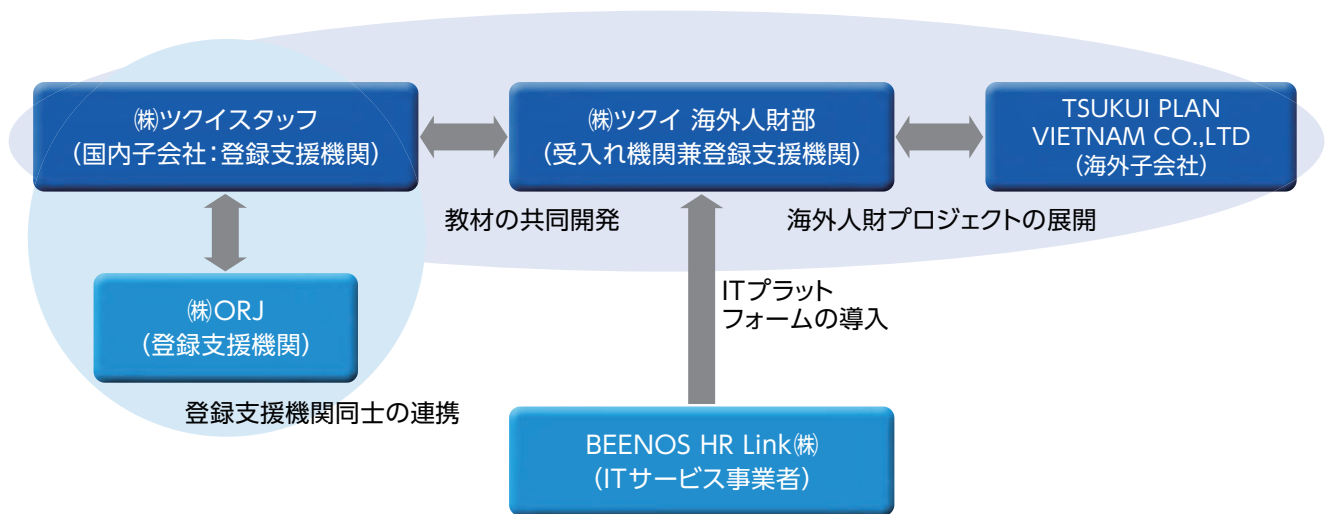 ㈱ツクイスタッフ
（国内子会社：登録支援機関）
㈱ツクイ 海外人財部
（受入れ機関兼登録支援機関）
TSUKUI PLAN
VIETNAM CO.,LTD
（海外子会社）
教材の共同開発
海外人財プロジェクトの展開
㈱ORJ
（登録支援機関）
ITプラット
フォームの導入
登録支援機関同士の連携
BEENOS HR Link㈱
（ITサービス事業者）